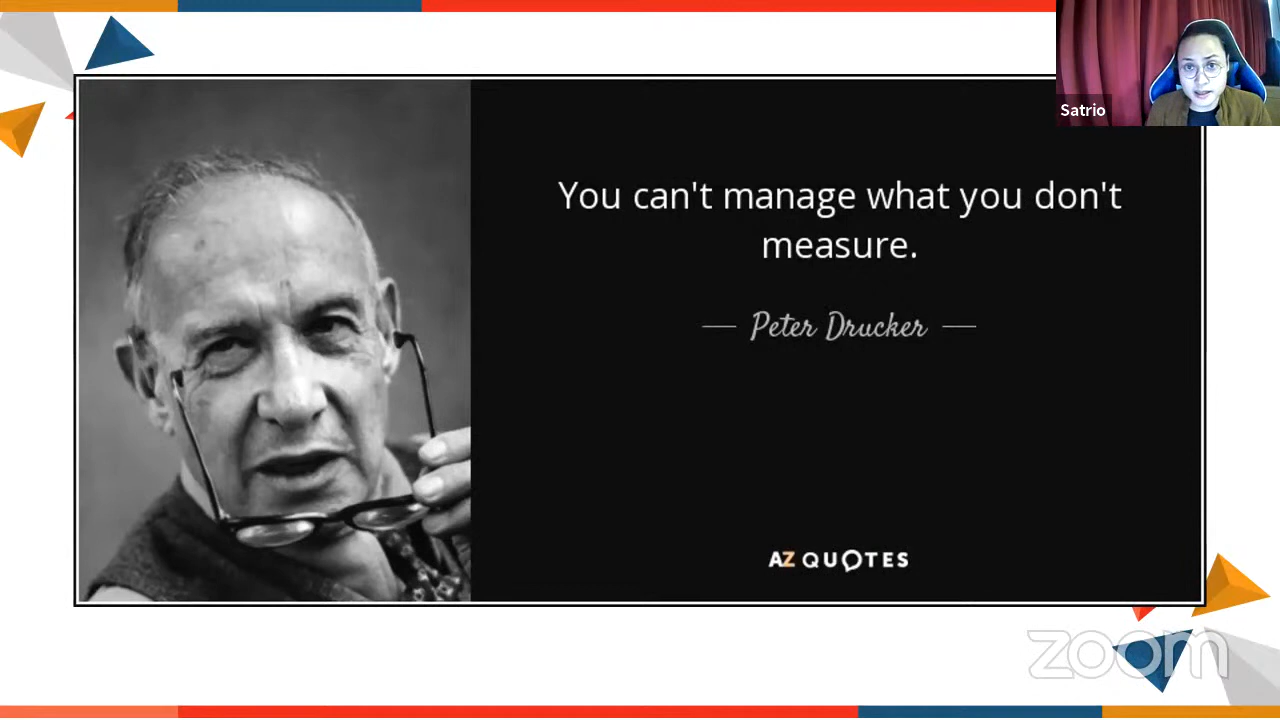 Satrio
You can't manage what you don't
measure.
Peter Drucker
AZ QUOTES
zoom